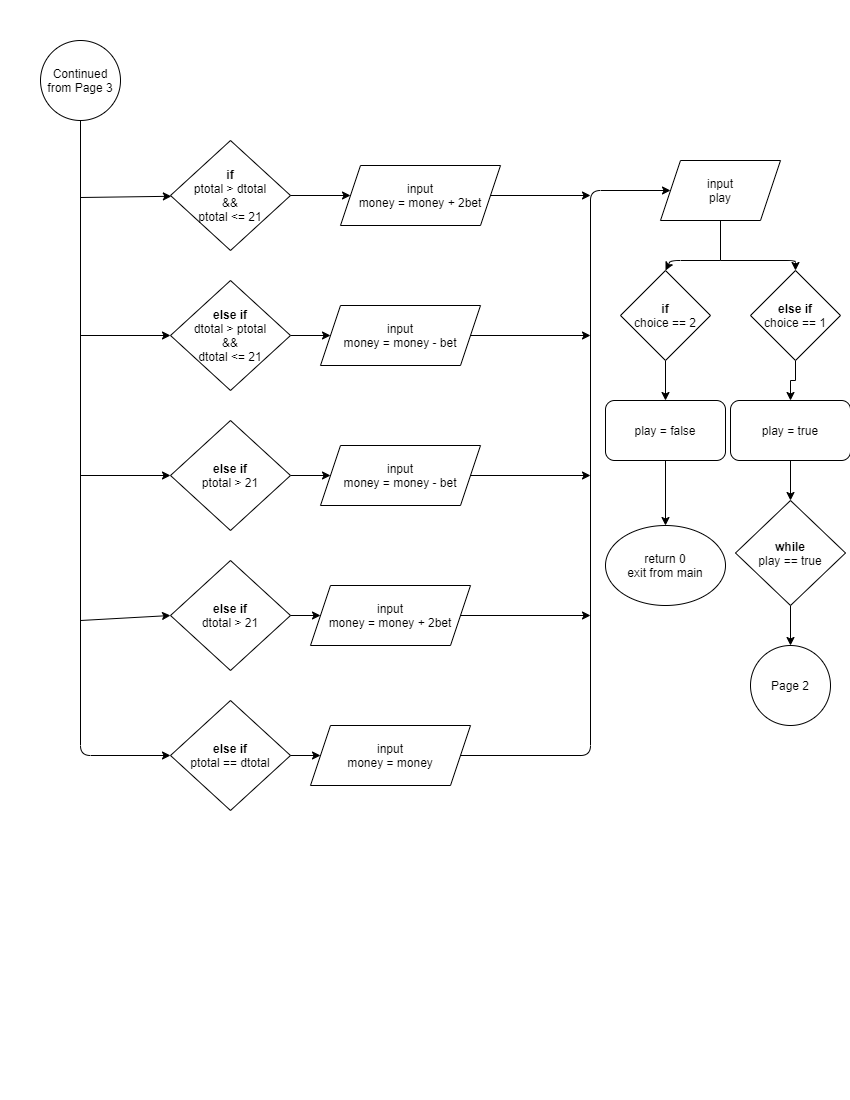 Continued
from Page 3
if
ptotal > dtotal
&&
ptotal <= 21
input
money = money + 2bet
input
play
else if
dtotal > ptotal
&&
dtotal <= 21
input
money = money - bet
if
choice == 2
else if
choice == 1
play = false
play = true
else if
ptotal > 21
input
money = money - bet
return 0
exit from main
while
play == true
else if
dtotal > 21
input
money = money + 2bet
Page 2
else if
ptotal == dtotal
input
money = money